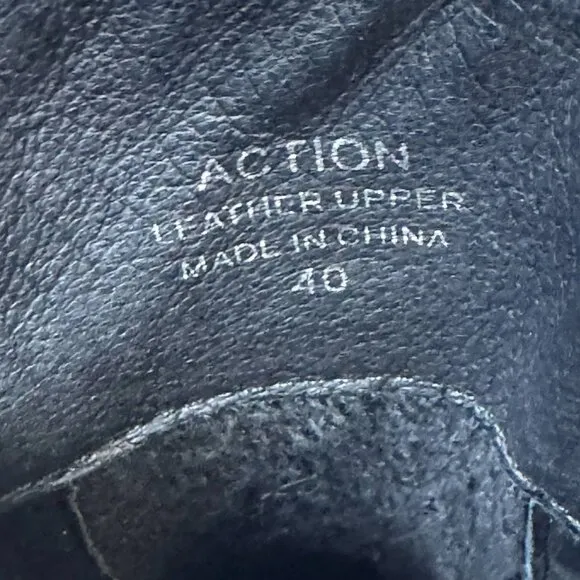 ACTION
LEATHER UPPER
MADE IN CHINA
40